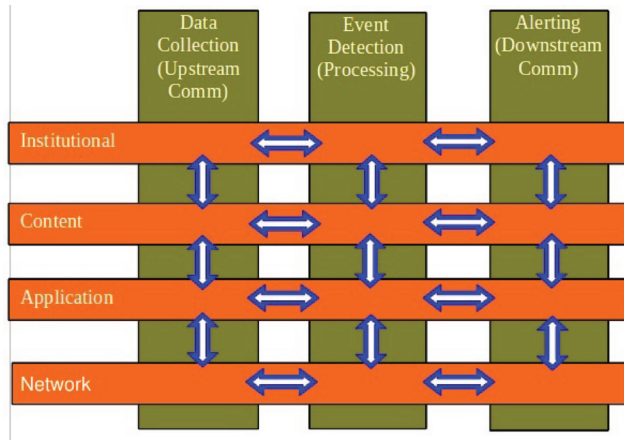 Data
Collection
(Upstream
Comm)
Event
Detection
(Processing)
Alerting
(Downstream
Comm)
Institutional
Content
Application
Network